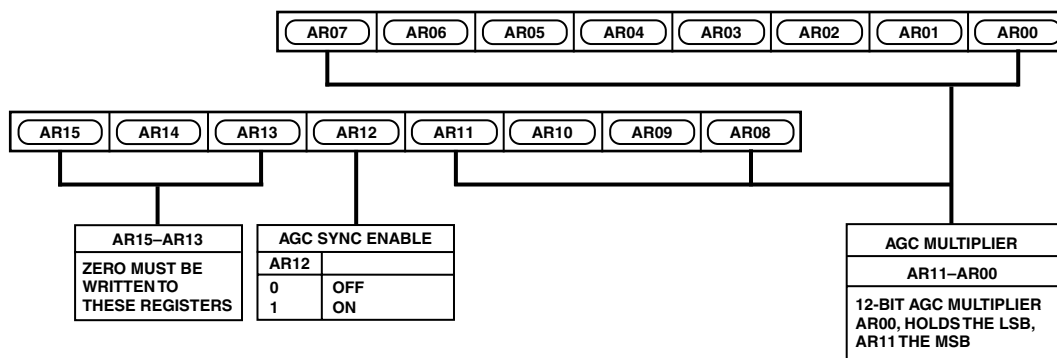 AR07 AR06 AR05 AR04 AR03 AR02 AR01 AR00
AR15 AR14 AR13 AR12 AR11 AR10 AR09 AR08
AR15–AR13
ZERO MUST BE
WRITTEN TO
THESE REGISTERS
AGC SYNC ENABLE
AR12
0 OFF
1 ON
AGC MULTIPLIER
AR11–AR00
12-BIT AGC MULTIPLIER
AR00, HOLDS THE LSB,
AR11 THE MSB